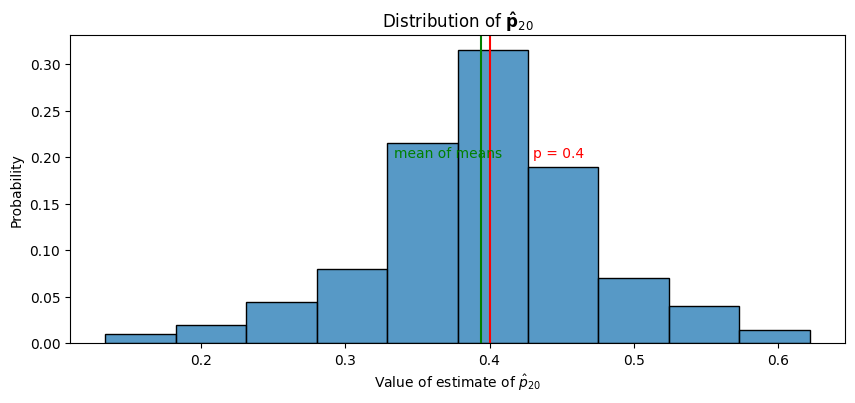 Distribution of p̂₂₀
0.30
0.25
0.20
0.15
0.10
0.05
0.00
Probability
mean of means
p = 0.4
0.2 0.3 0.4 0.5 0.6
Value of estimate of p̂₂₀